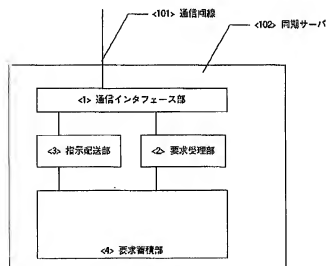 <101> 通信回線
<102> 同期サーバ
<1> 通信インタフェース部
<3> 指示配送部
<2> 要求受理部
<4> 要求蓄積部